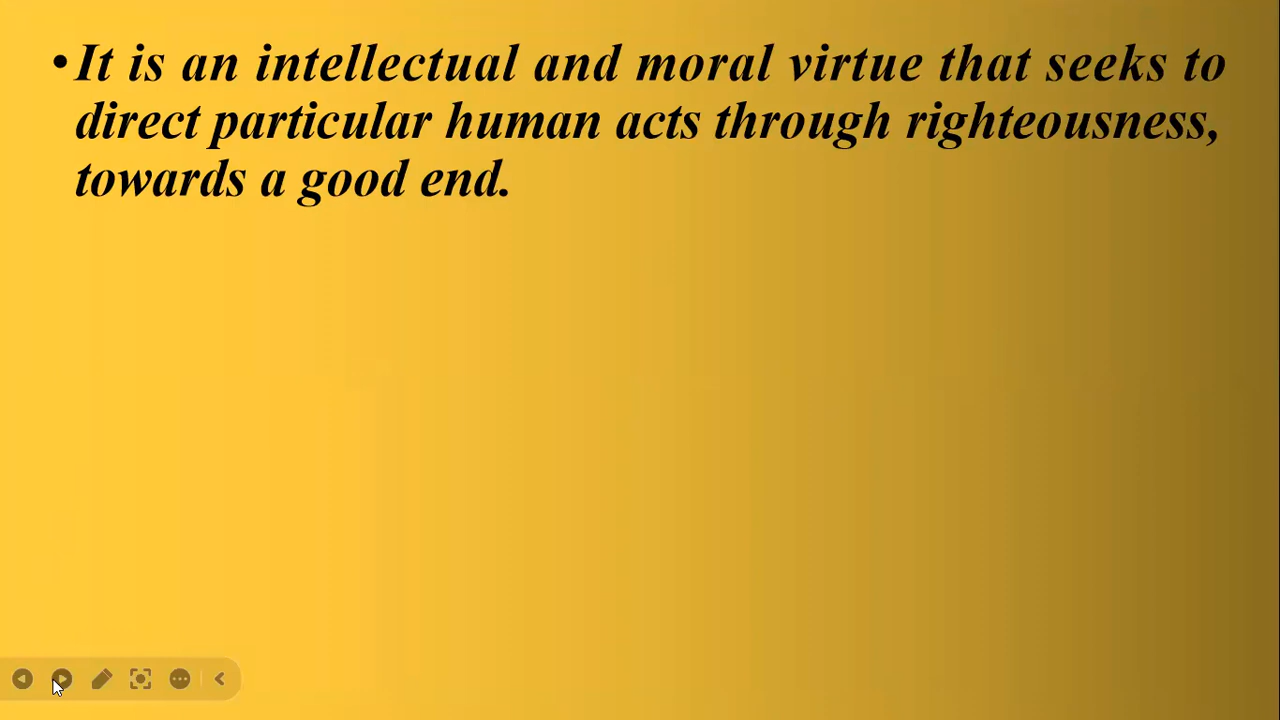 •It is an intellectual and moral virtue that seeks to
direct particular human acts through righteousness,
towards a good end.